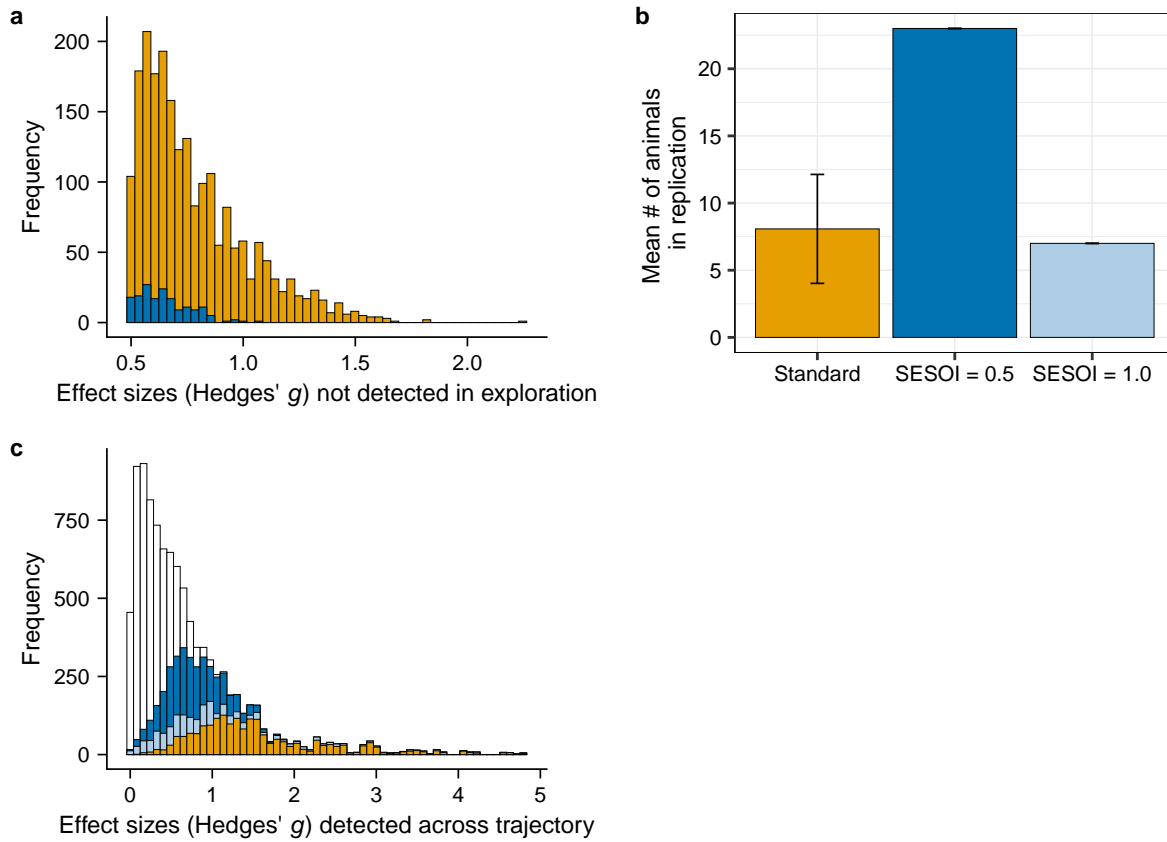 a
200
150
100
50
0
Frequency
0.5 1.0 1.5 2.0
Effect sizes (Hedges' g) not detected in exploration
b
20
15
10
5
0
Mean # of animals
in replication
Standard SESOI = 0.5 SESOI = 1.0
c
750
500
250
0
Frequency
0 1 2 3 4 5
Effect sizes (Hedges' g) detected across trajectory